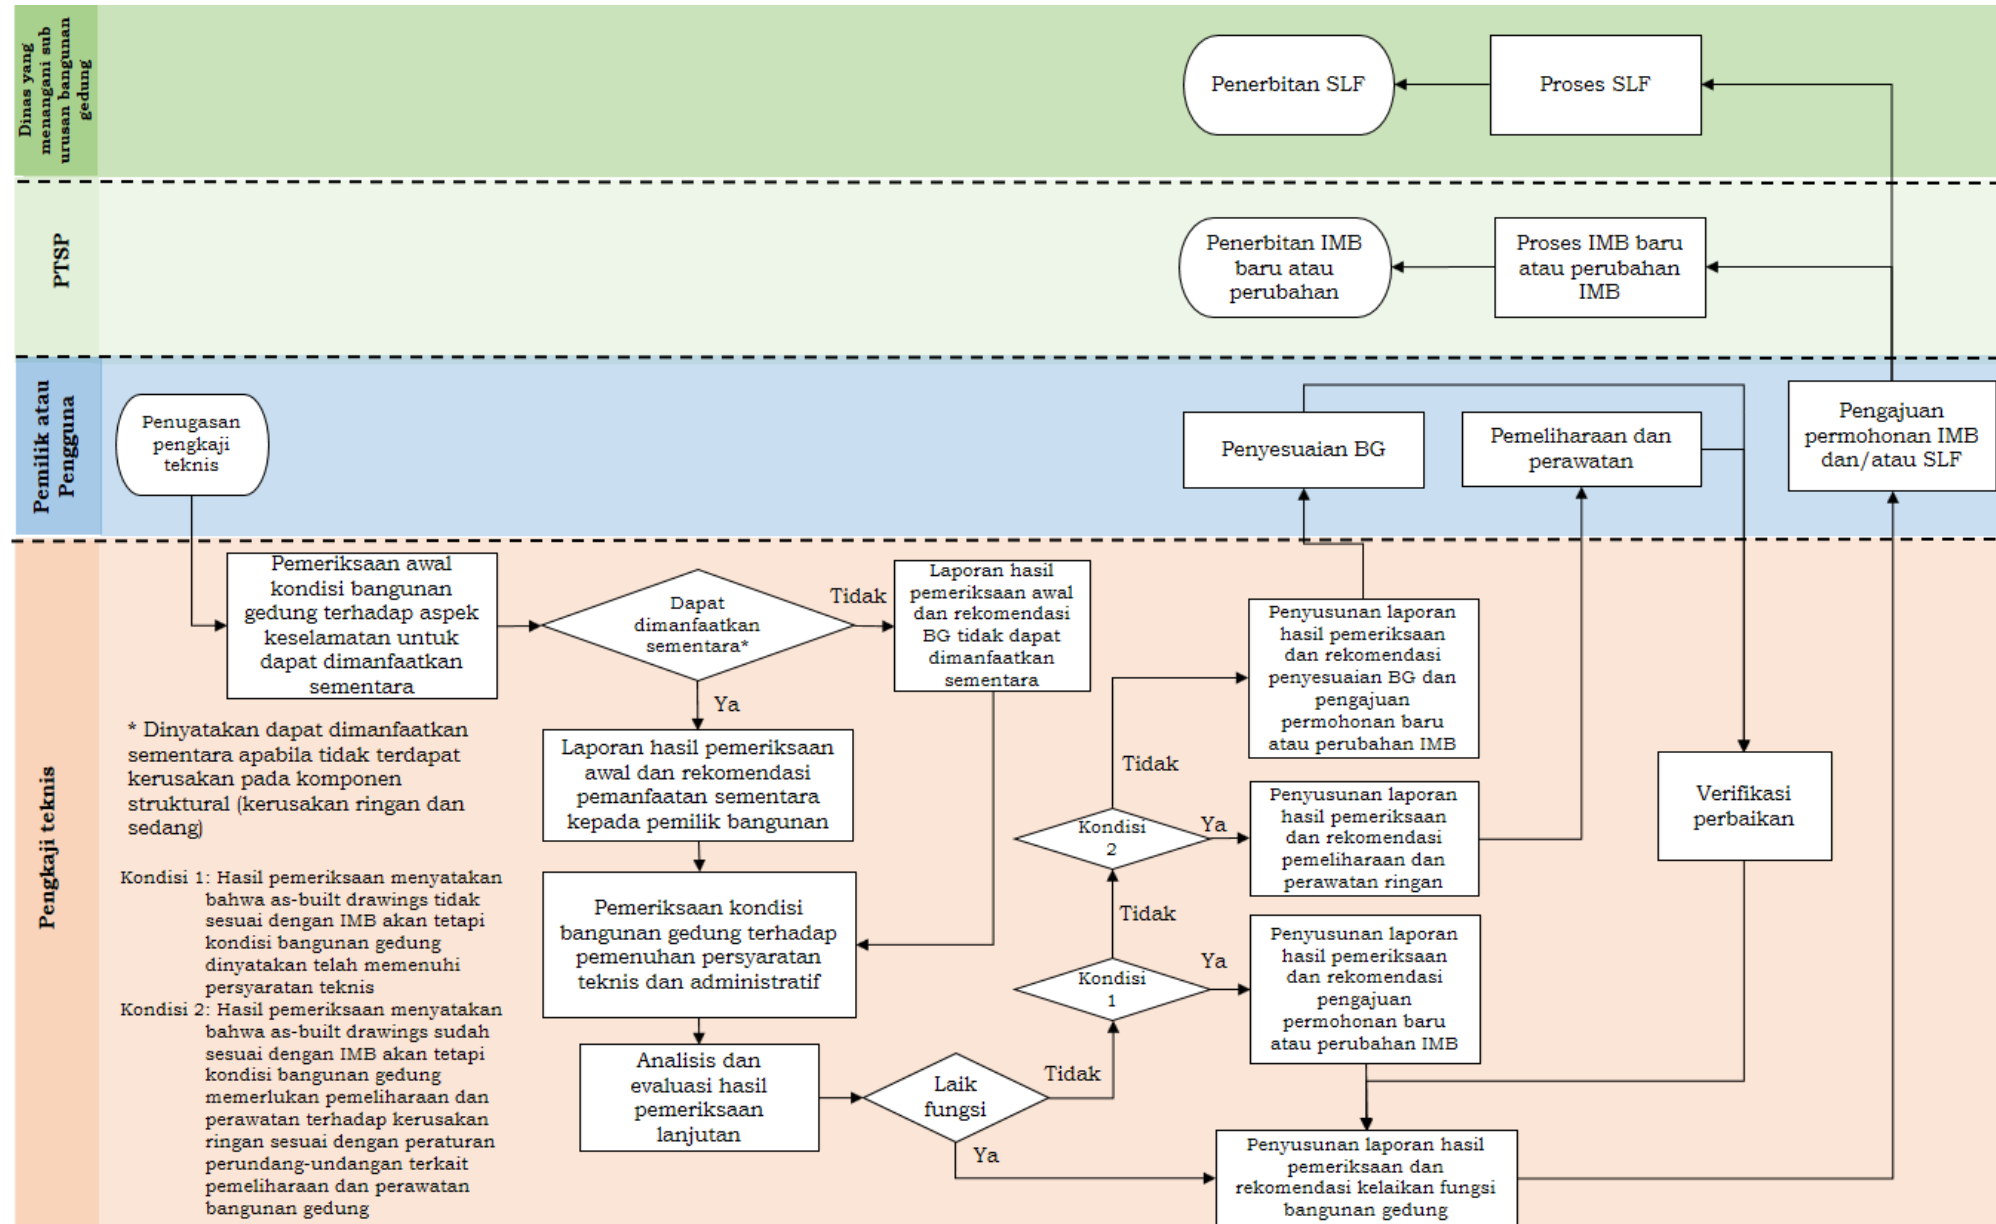 Dinas yang
menangani sub
urusan bangunan
gedung
Penerbitan SLF
Proses SLF
PTSP
Penerbitan IMB
baru atau
perubahan
Proses IMB baru
atau perubahan
IMB
Pemilik atau
Pengguna
Penugasan
pengkaji
teknis
Penyesuaian BG
Pemeliharaan dan
perawatan
Pengajuan
permohonan IMB
dan/atau SLF
Pengkaji teknis
Pemeriksaan awal
kondisi bangunan
gedung terhadap aspek
keselamatan untuk
dapat dimanfaatkan
sementara
Dapat
dimanfaatkan
sementara*
Tidak
Laporan hasil
pemeriksaan awal
dan rekomendasi
BG tidak dapat
dimanfaatkan
sementara
Ya
* Dinyatakan dapat dimanfaatkan
sementara apabila tidak terdapat
kerusakan pada komponen
struktural (kerusakan ringan dan
sedang)
Laporan hasil pemeriksaan
awal dan rekomendasi
pemanfaatan sementara
kepada pemilik bangunan
Kondisi 1: Hasil pemeriksaan menyatakan
bahwa as-built drawings tidak
sesuai dengan IMB akan tetapi
kondisi bangunan gedung
dinyatakan telah memenuhi
persyaratan teknis
Kondisi 2: Hasil pemeriksaan menyatakan
bahwa as-built drawings sudah
sesuai dengan IMB akan tetapi
kondisi bangunan gedung
memerlukan pemeliharaan dan
perawatan terhadap kerusakan
ringan sesuai dengan peraturan
perundang-undangan terkait
pemeliharaan dan perawatan
bangunan gedung
Pemeriksaan kondisi
bangunan gedung terhadap
pemenuhan persyaratan
teknis dan administratif
Analisis dan
evaluasi hasil
pemeriksaan
lanjutan
Laik
fungsi
Tidak
Ya
Kondisi
1
Ya
Tidak
Kondisi
2
Ya
Tidak
Penyusunan laporan
hasil pemeriksaan
dan rekomendasi
penyesuaian BG dan
pengajuan
permohonan baru
atau perubahan IMB
Penyusunan laporan
hasil pemeriksaan
dan rekomendasi
pemeliharaan dan
perawatan ringan
Penyusunan laporan
hasil pemeriksaan
dan rekomendasi
pengajuan
permohonan baru
atau perubahan IMB
Verifikasi
perbaikan
Penyusunan laporan hasil
pemeriksaan dan
rekomendasi kelaikan fungsi
bangunan gedung